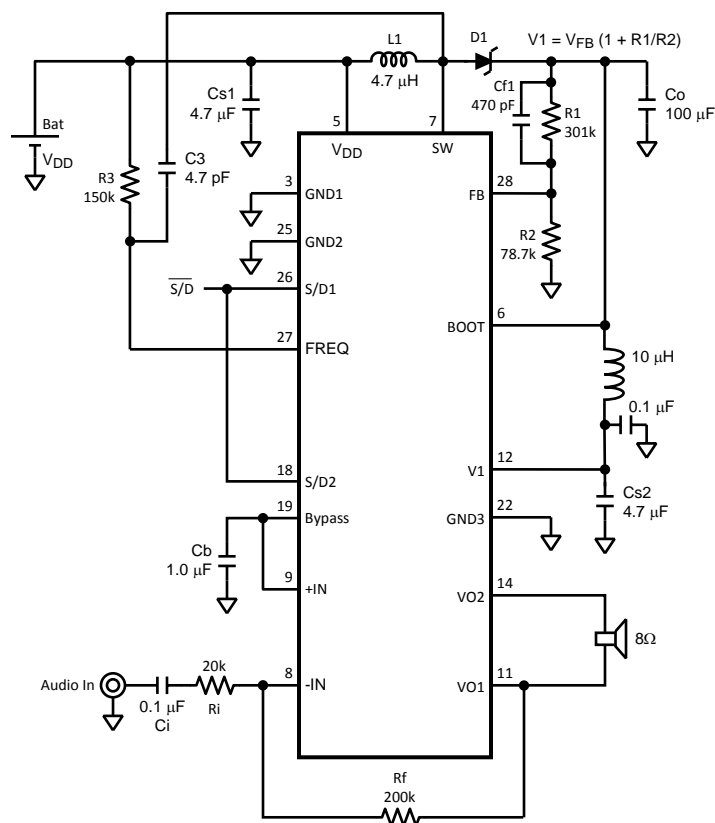 L1
4.7 μH
D1
V1 = VFB (1 + R1/R2)
Bat
VDD
Cs1
4.7 μF
Cf1
470 pF
R1
301k
Co
100 μF
5
7
VDD
SW
R3
150k
C3
4.7 pF
3
GND1
28
FB
25
GND2
R2
78.7k
S/D
26
S/D1
6
BOOT
27
FREQ
10 μH
0.1 μF
18
S/D2
12
V1
Cs2
4.7 μF
19
Bypass
22
GND3
Cb
1.0 μF
9
+IN
14
VO2
8Ω
Audio In
0.1 μF
Ci
20k
Ri
8
-IN
11
VO1
Rf
200k